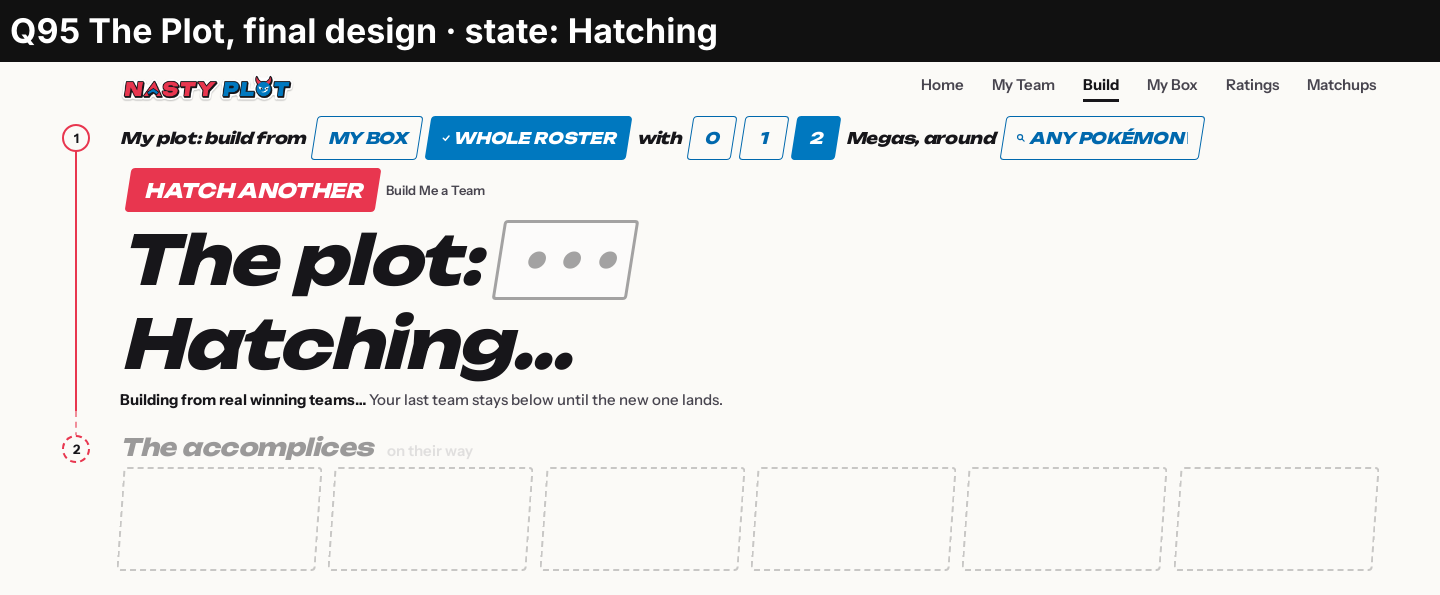 Q95 The Plot, final design · state: Hatching
NASTY PLOT
Home My Team Build My Box Ratings Matchups
1 My plot: build from MY BOX ✓ WHOLE ROSTER with 0 1 2 Megas, around ANY POKÉMON
HATCH ANOTHER Build Me a Team
The plot: •••
Hatching...
Building from real winning teams... Your last team stays below until the new one lands.
2 The accomplices on their way